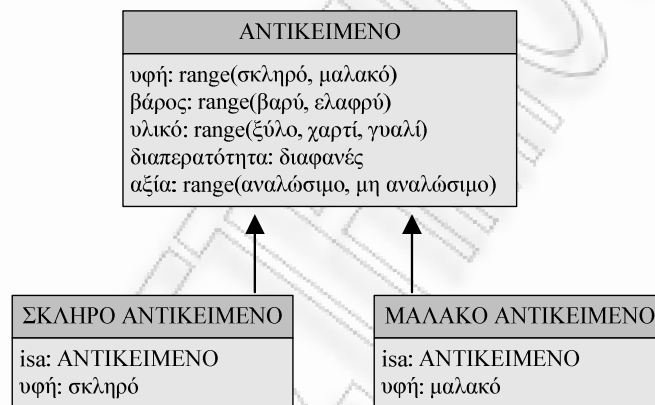 ΑΝΤΙΚΕΙΜΕΝΟ
υφή: range(σκληρό, μαλακό)
βάρος: range(βαρύ, ελαφρύ)
υλικό: range(ξύλο, χαρτί, γυαλί)
διαπερατότητα: διαφανές
αξία: range(αναλώσιμο, μη αναλώσιμο)
ΣΚΛΗΡΟ ΑΝΤΙΚΕΙΜΕΝΟ
isa: ΑΝΤΙΚΕΙΜΕΝΟ
υφή: σκληρό
ΜΑΛΑΚΟ ΑΝΤΙΚΕΙΜΕΝΟ
isa: ΑΝΤΙΚΕΙΜΕΝΟ
υφή: μαλακό